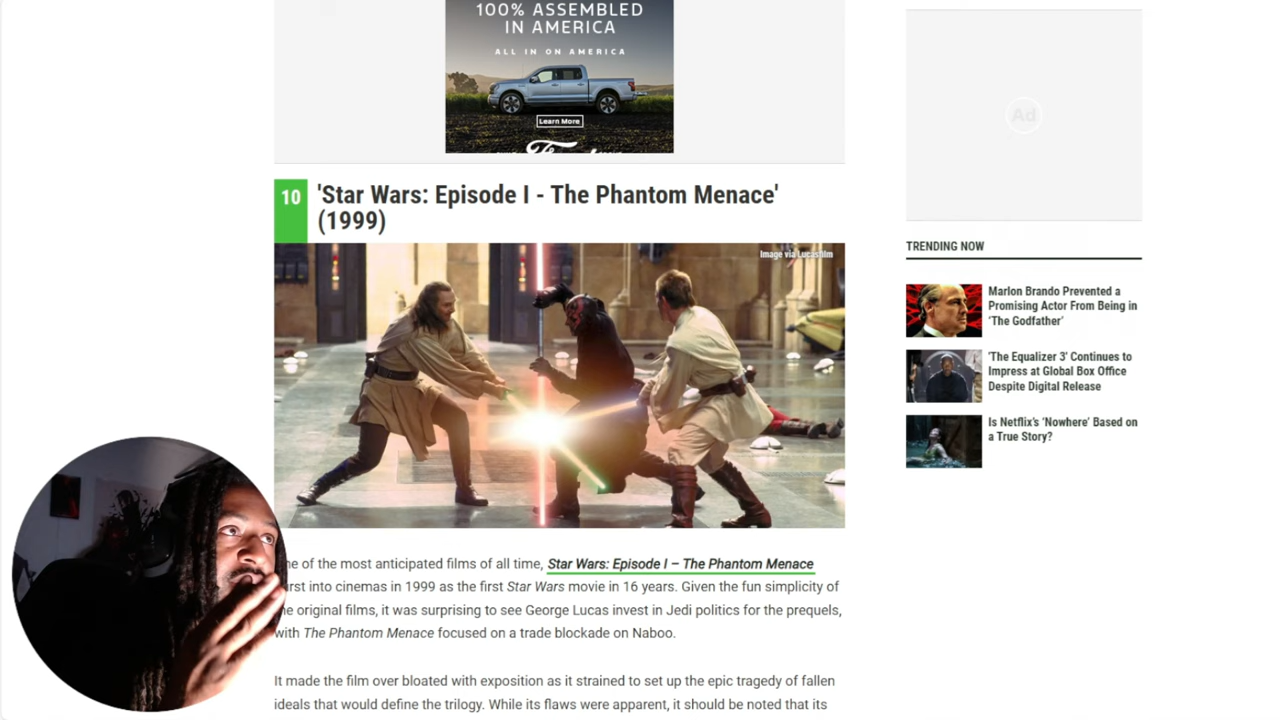 100% ASSEMBLED
IN AMERICA
ALL IN ON AMERICA
Learn More
Ad
10
'Star Wars: Episode I - The Phantom Menace'
(1999)
Image via Lucasfilm
TRENDING NOW
Marlon Brando Prevented a
Promising Actor From Being in
‘The Godfather’
'The Equalizer 3' Continues to
Impress at Global Box Office
Despite Digital Release
Is Netflix’s ‘Nowhere’ Based on
a True Story?
of the most anticipated films of all time, Star Wars: Episode I – The Phantom Menace
into cinemas in 1999 as the first Star Wars movie in 16 years. Given the fun simplicity of
original films, it was surprising to see George Lucas invest in Jedi politics for the prequels,
with The Phantom Menace focused on a trade blockade on Naboo.
It made the film over bloated with exposition as it strained to set up the epic tragedy of fallen
ideals that would define the trilogy. While its flaws were apparent, it should be noted that its